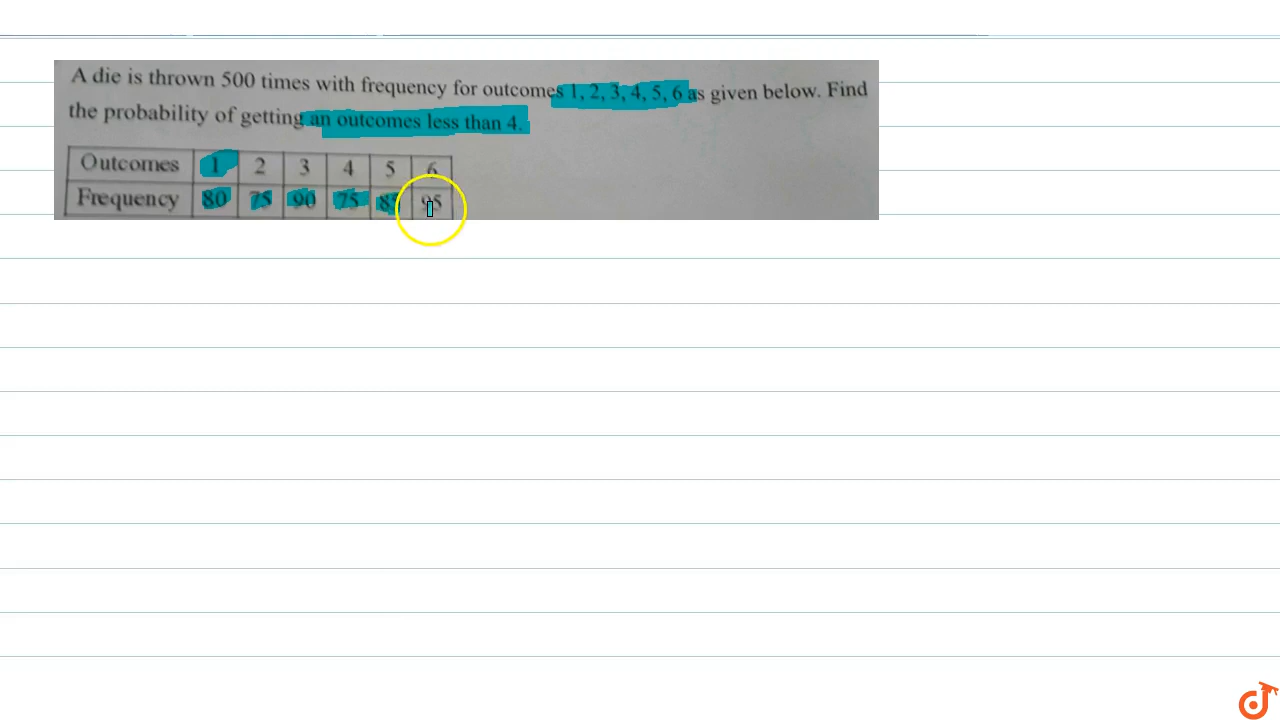 A die is thrown 500 times with frequency for outcomes 1, 2, 3, 4, 5, 6 as given below. Find
the probability of getting an outcomes less than 4.
Outcomes 1 2 3 4 5 6
Frequency 80 75 90 75 95